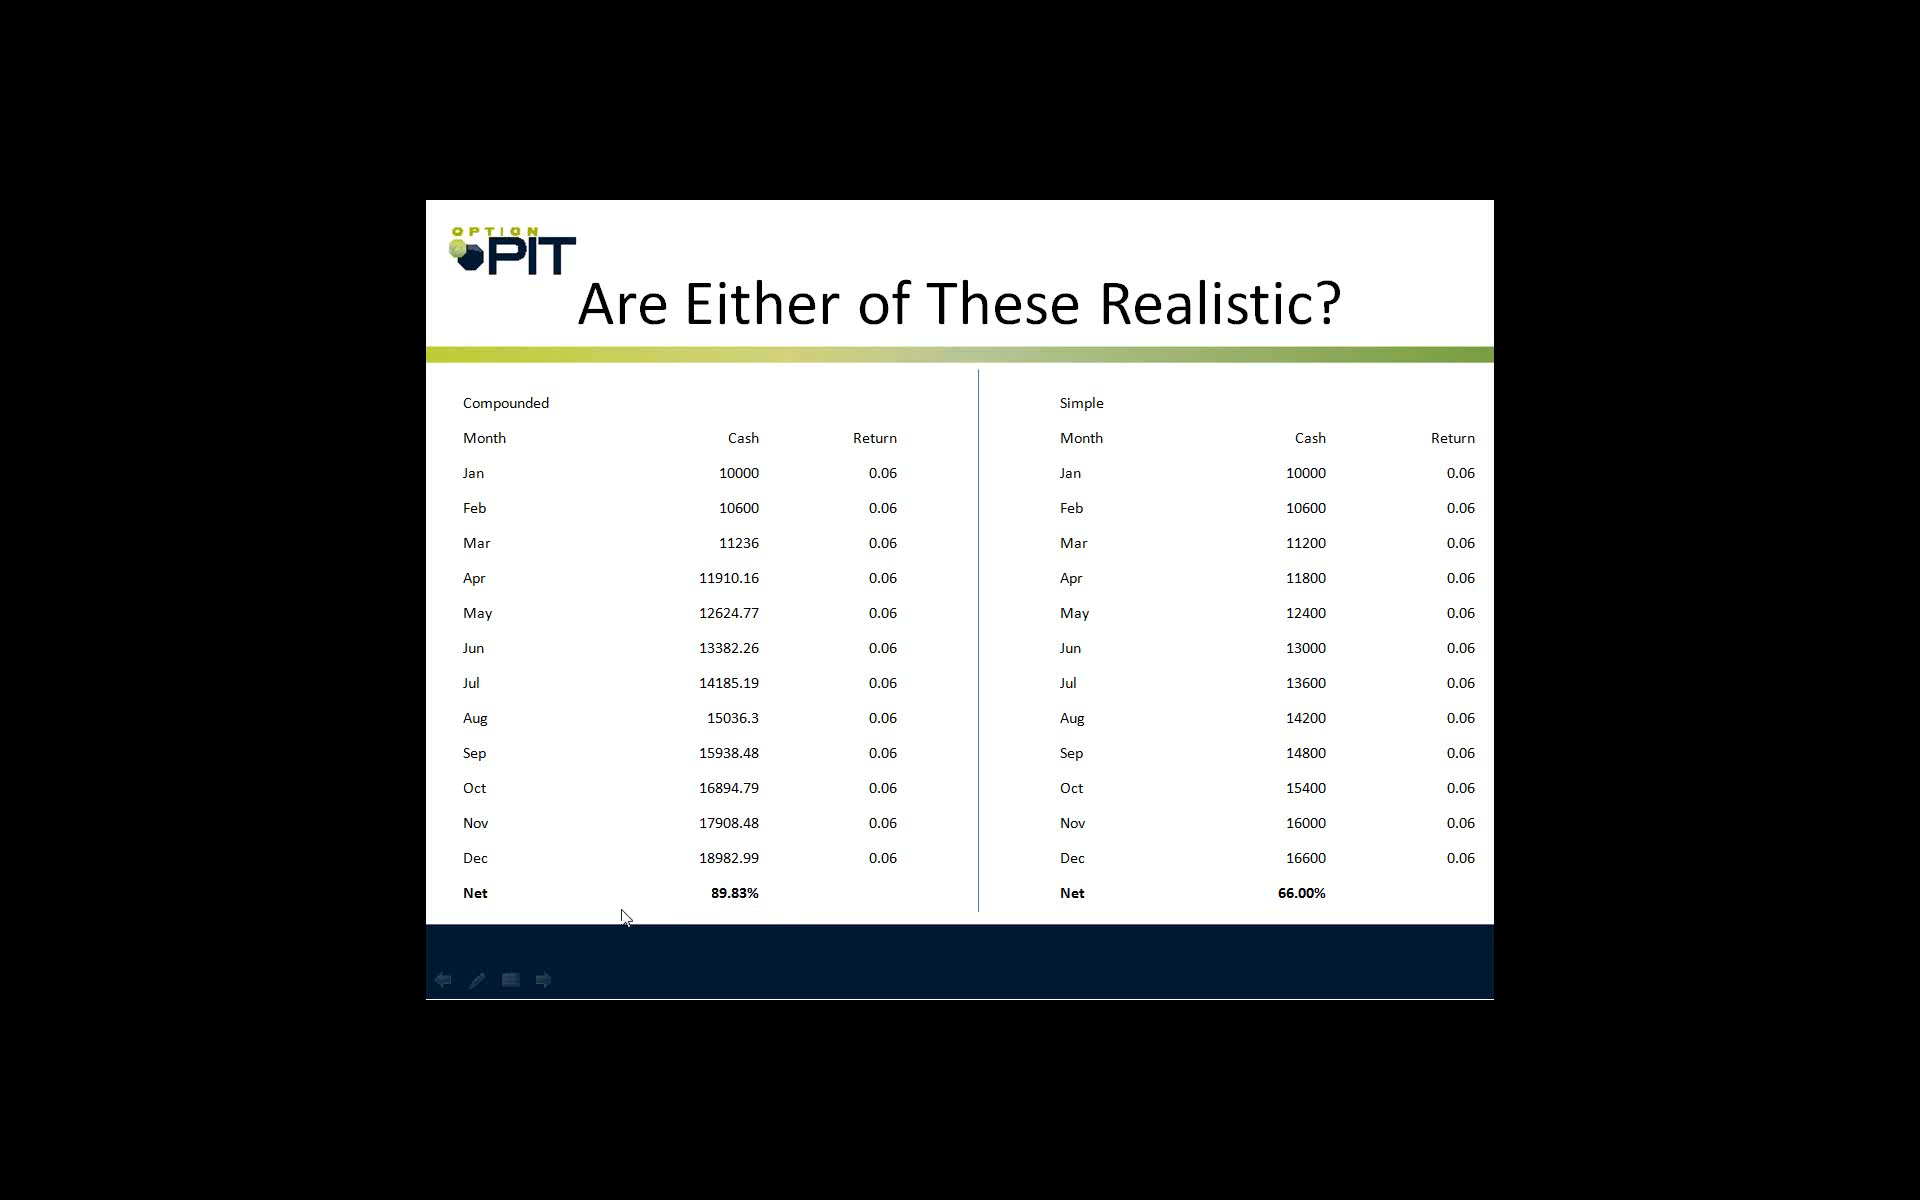 OPTION
PIT
Are Either of These Realistic?
Compounded
Month Cash Return
Jan 10000 0.06
Feb 10600 0.06
Mar 11236 0.06
Apr 11910.16 0.06
May 12624.77 0.06
Jun 13382.26 0.06
Jul 14185.19 0.06
Aug 15036.3 0.06
Sep 15938.48 0.06
Oct 16894.79 0.06
Nov 17908.48 0.06
Dec 18982.99 0.06
Net 89.83%
Simple
Month Cash Return
Jan 10000 0.06
Feb 10600 0.06
Mar 11200 0.06
Apr 11800 0.06
May 12400 0.06
Jun 13000 0.06
Jul 13600 0.06
Aug 14200 0.06
Sep 14800 0.06
Oct 15400 0.06
Nov 16000 0.06
Dec 16600 0.06
Net 66.00%